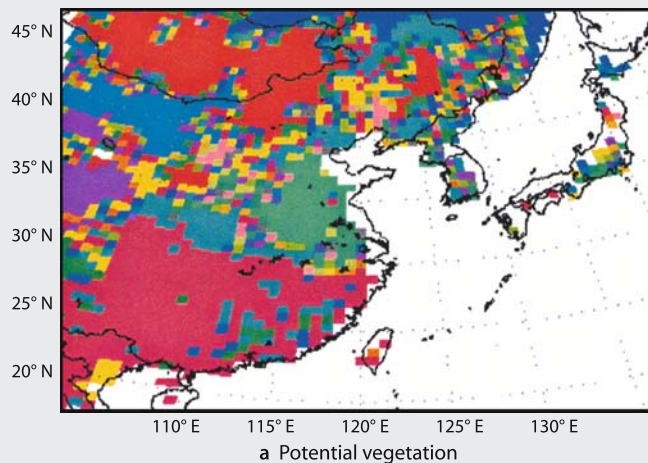 45° N
40° N
35° N
30° N
25° N
20° N
110° E 115° E 120° E 125° E 130° E
a Potential vegetation